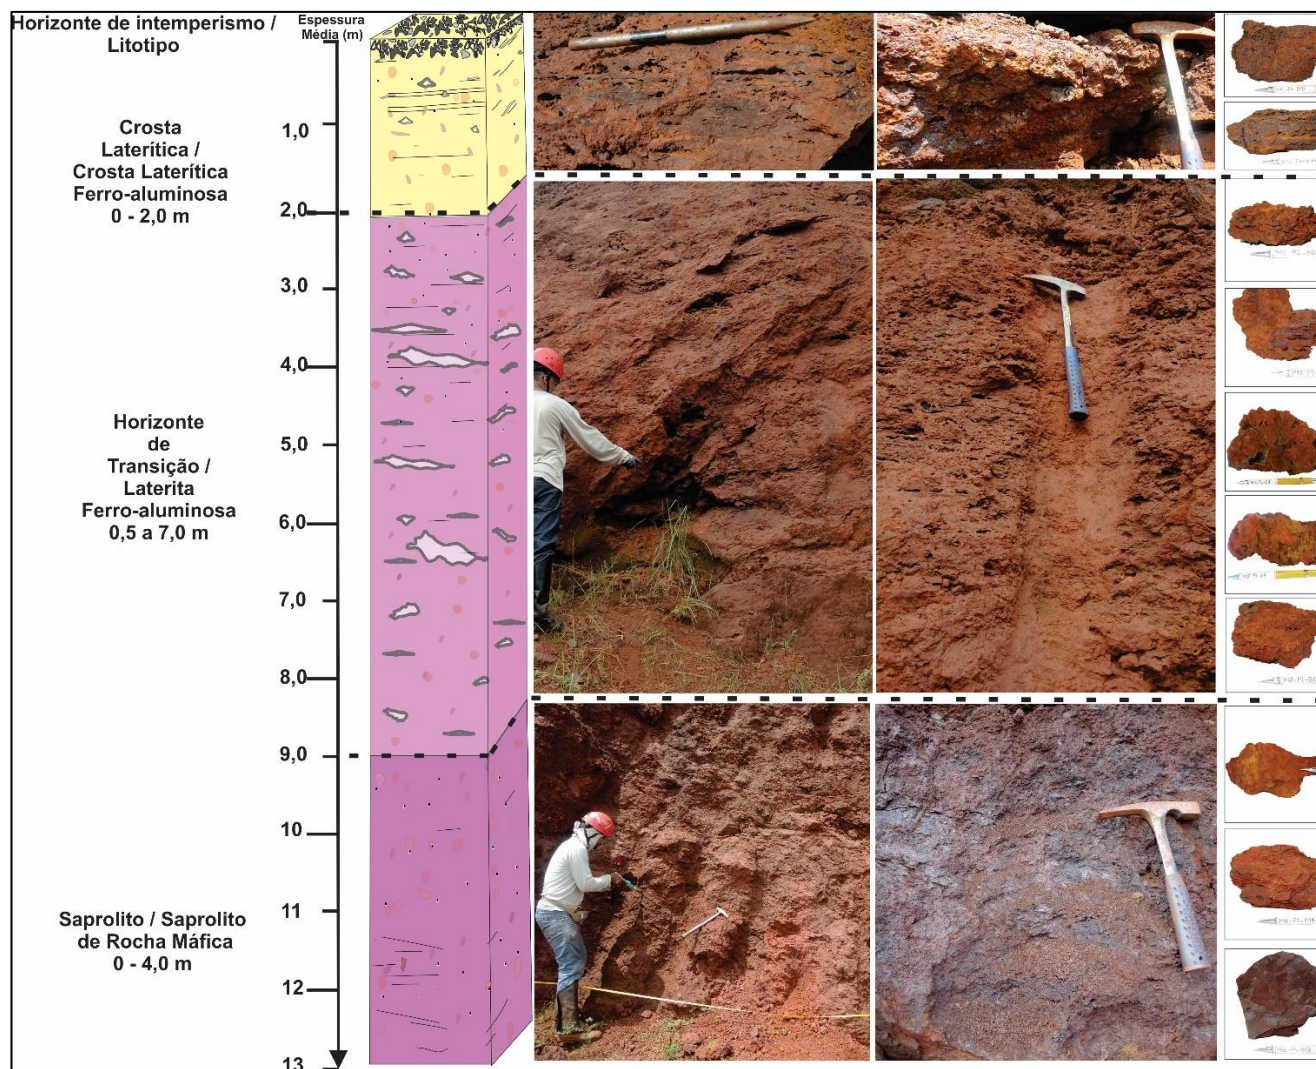 Horizonte de intemperismo /
Litotipo
Espessura
Média (m)
1,0
Crosta
Laterítica /
Crosta Laterítica
Ferro-aluminosa
0 - 2,0 m
2,0
3,0
4,0
Horizonte
de
Transição /
Laterita
Ferro-aluminosa
0,5 a 7,0 m
5,0
6,0
7,0
8,0
9,0
10
11
Saprolito / Saprolito
de Rocha Máfica
0 - 4,0 m
12
13